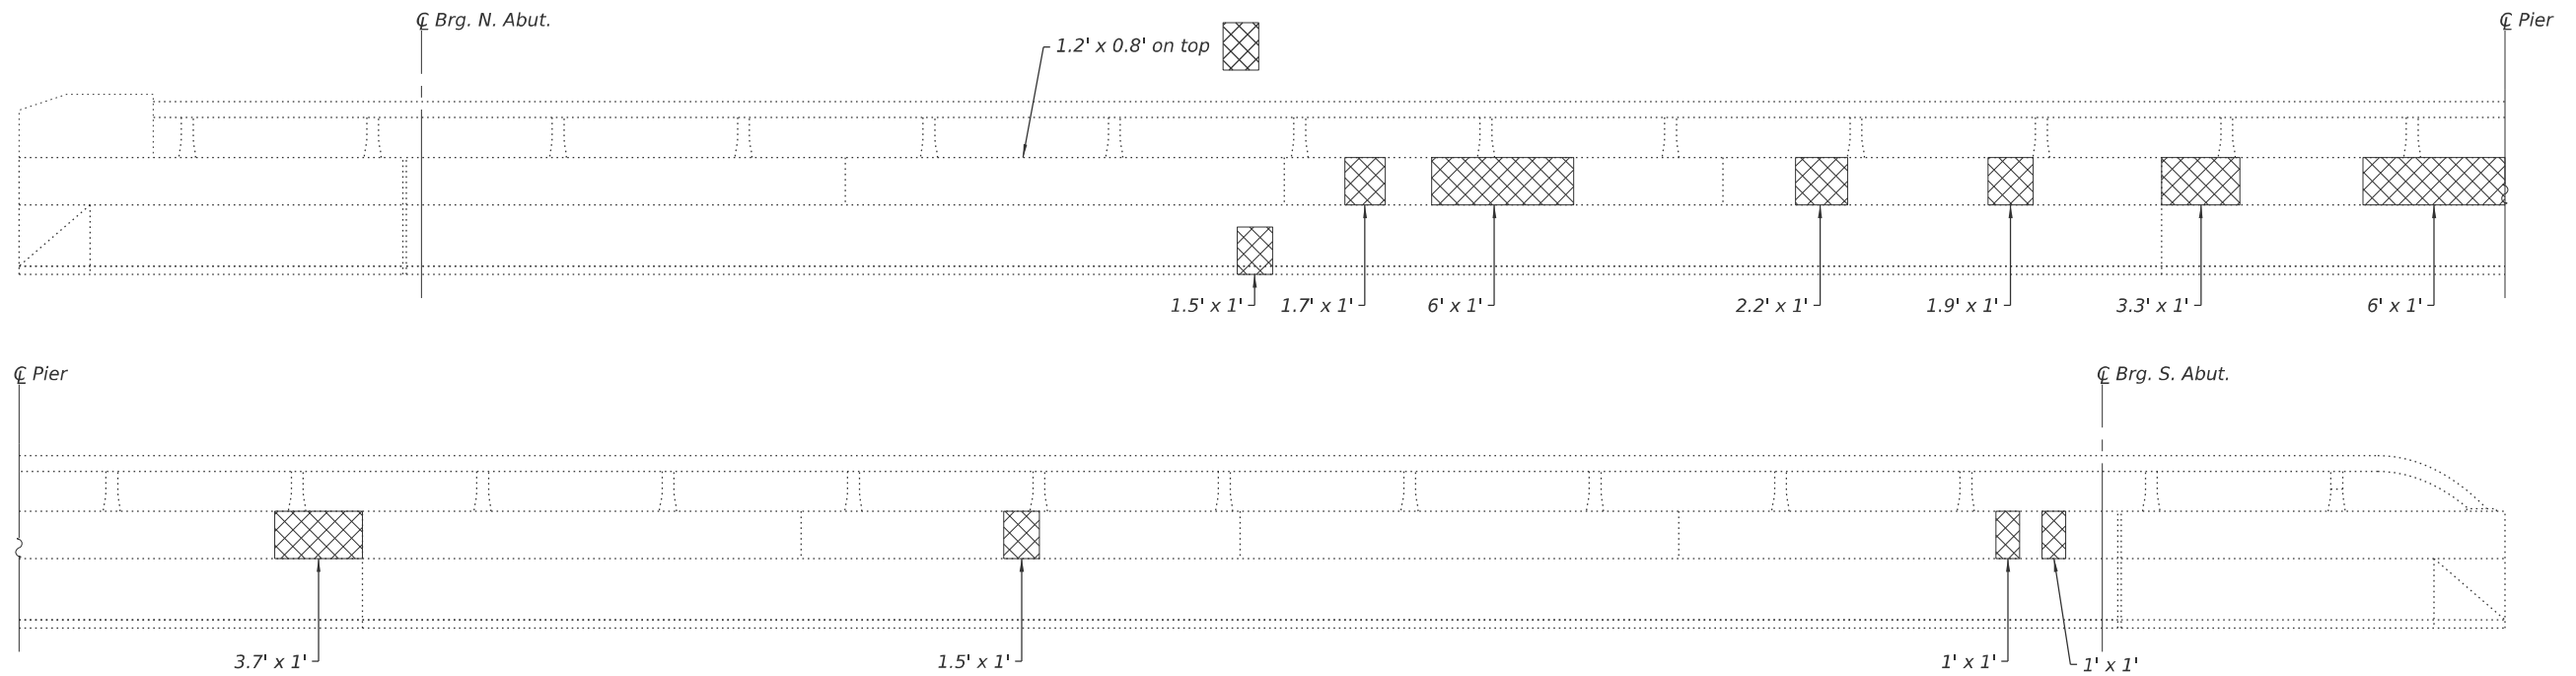 ℄ Brg. N. Abut.
℄ Pier
1.2' x 0.8' on top
1.5' x 1'
1.7' x 1'
6' x 1'
2.2' x 1'
1.9' x 1'
3.3' x 1'
6' x 1'
℄ Pier
℄ Brg. S. Abut.
3.7' x 1'
1.5' x 1'
1' x 1'
1' x 1'